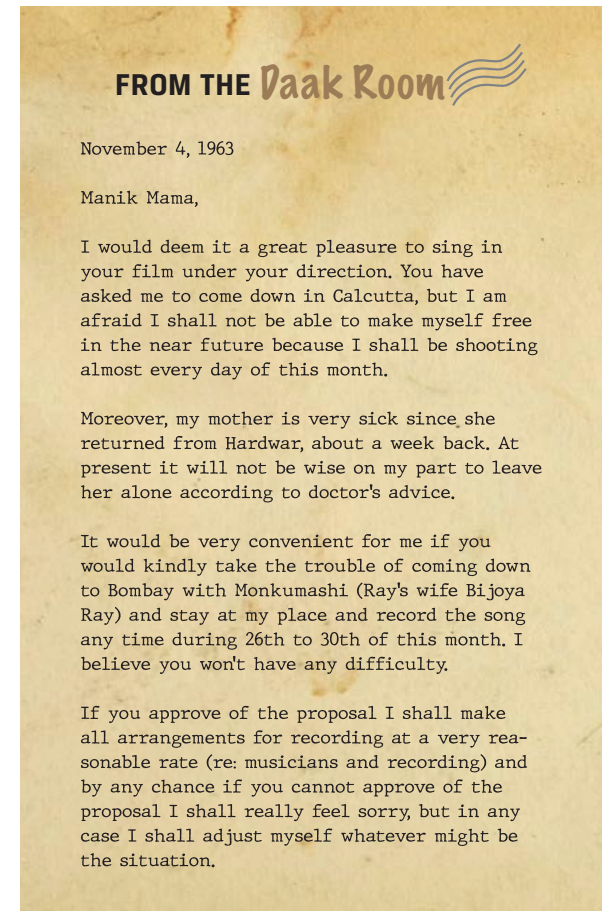 FROM THE Daak Room
November 4, 1963
Manik Mama,
I would deem it a great pleasure to sing in
your film under your direction. You have
asked me to come down in Calcutta, but I am
afraid I shall not be able to make myself free
in the near future because I shall be shooting
almost every day of this month.
Moreover, my mother is very sick since she
returned from Hardwar, about a week back. At
present it will not be wise on my part to leave
her alone according to doctor's advice.
It would be very convenient for me if you
would kindly take the trouble of coming down
to Bombay with Monkumashi (Ray's wife Bijoya
Ray) and stay at my place and record the song
any time during 26th to 30th of this month. I
believe you won't have any difficulty.
If you approve of the proposal I shall make
all arrangements for recording at a very rea-
sonable rate (re: musicians and recording) and
by any chance if you cannot approve of the
proposal I shall really feel sorry, but in any
case I shall adjust myself whatever might be
the situation.